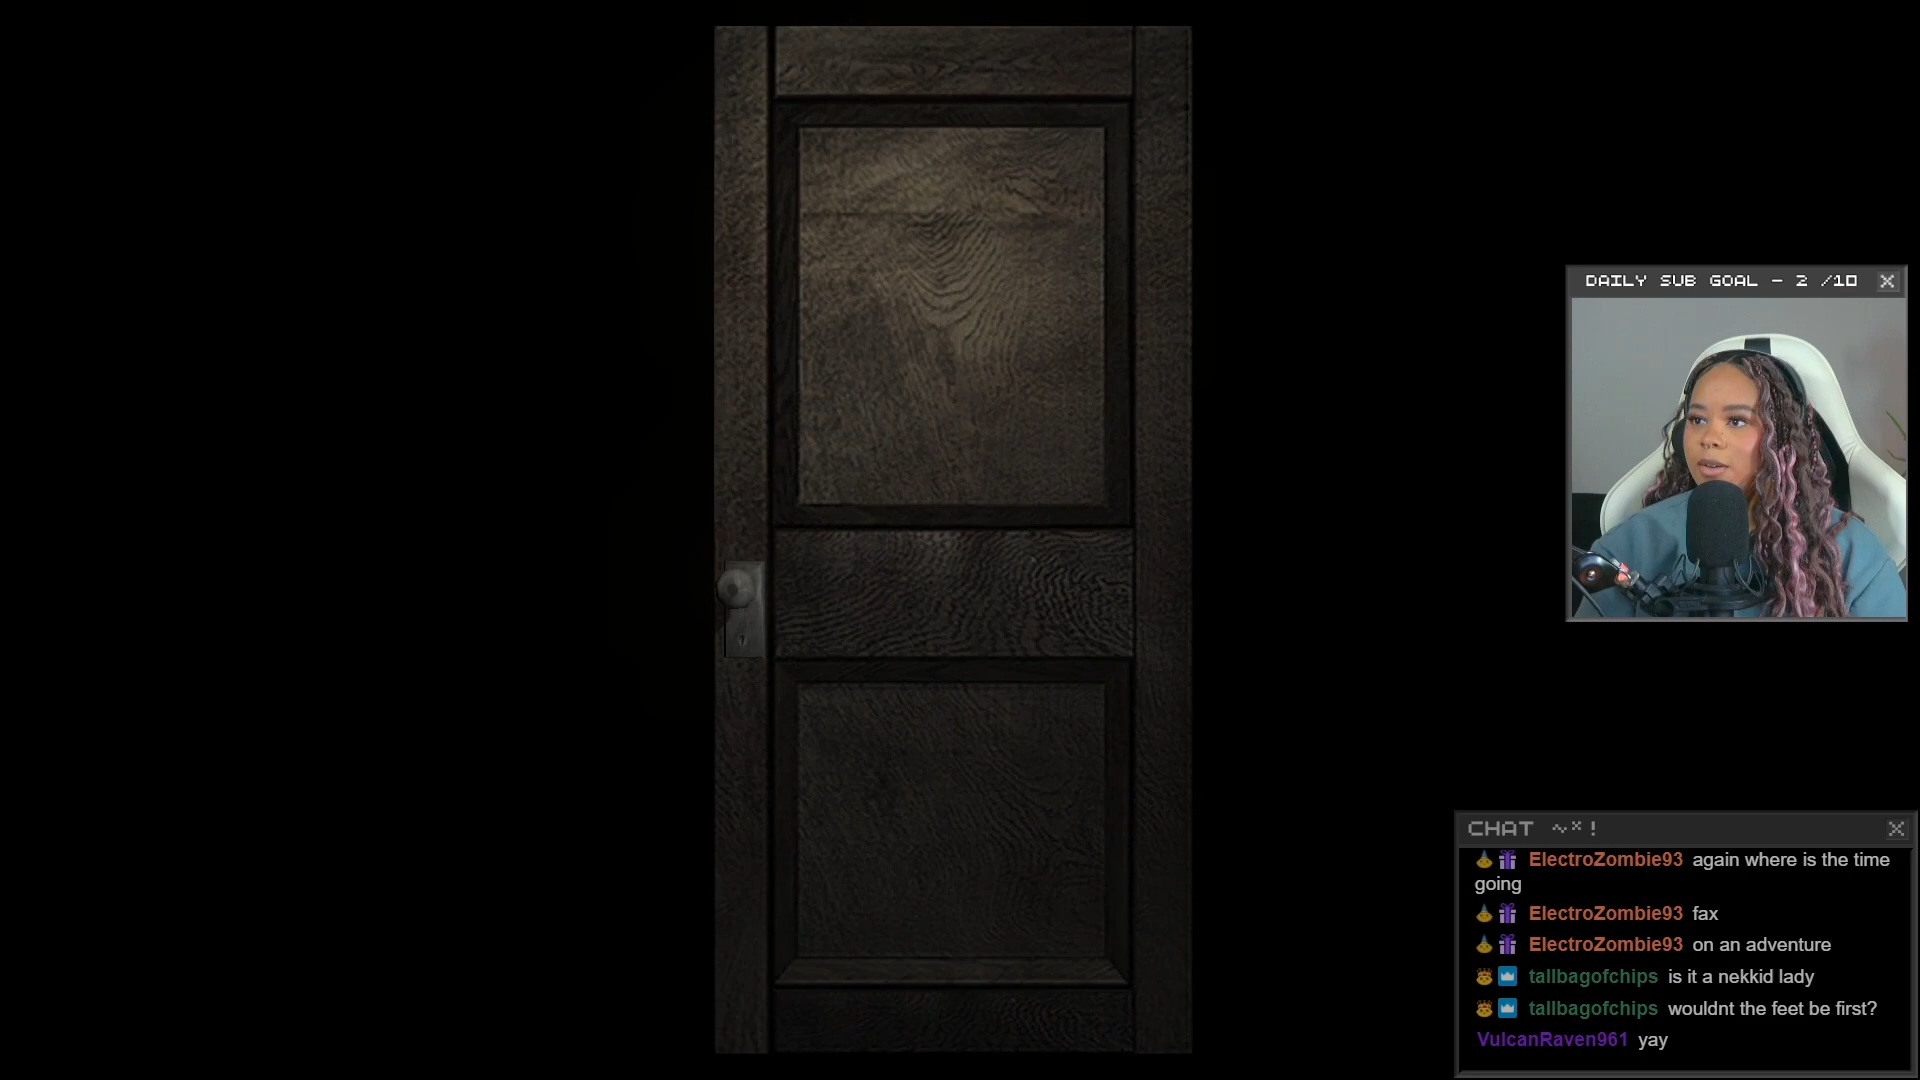 DAILY SUB GOAL - 2 /10
CHAT ~× !
ElectroZombie93 again where is the time
going
ElectroZombie93 fax
ElectroZombie93 on an adventure
tallbagofchips is it a nekkid lady
tallbagofchips wouldnt the feet be first?
VulcanRaven961 yay